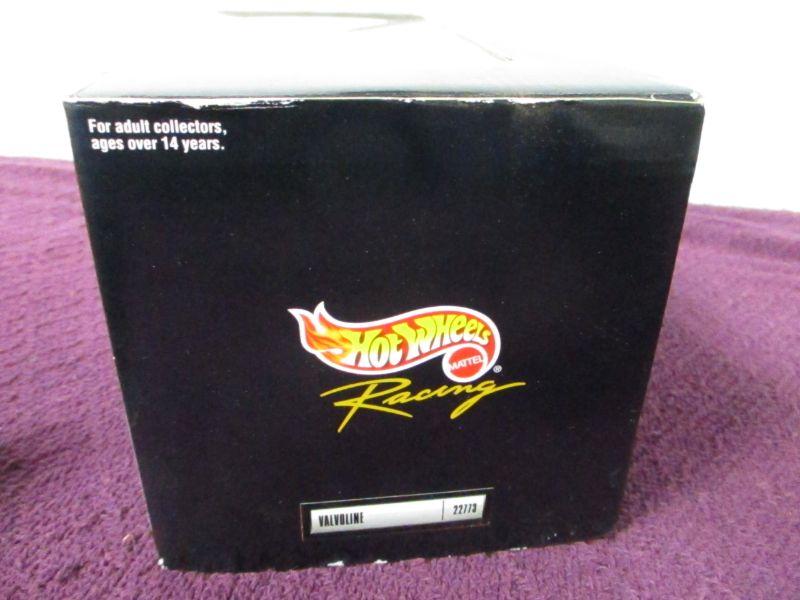 For adult collectors,
ages over 14 years.
HOT WHEELS
MATTEL
®
Racing
VALVOLINE 22773